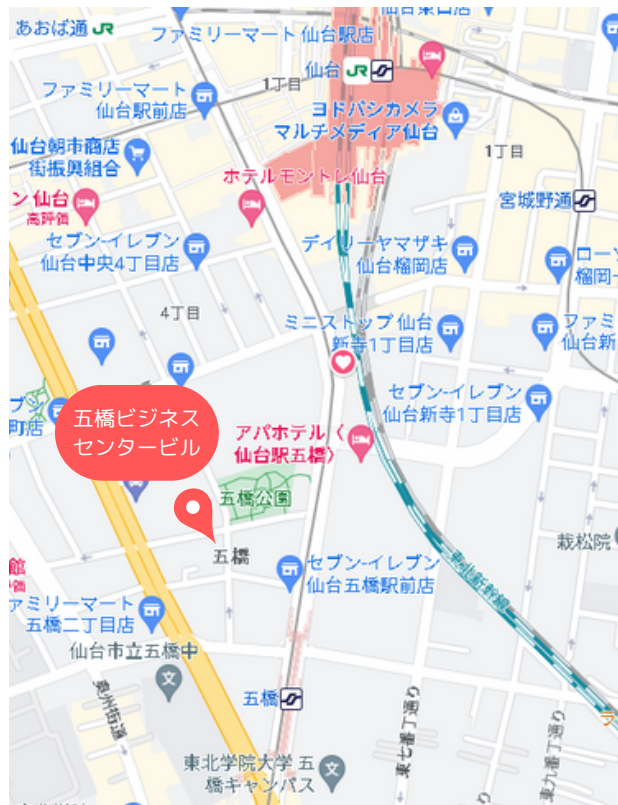 仙台東口店
あおば通 JR
ファミリーマート 仙台駅店
仙台 JR
ファミリーマート
仙台駅前店
1丁目
ヨドバシカメラ
マルチメディア仙台
仙台朝市商店
街振興組合
1丁目
ホテルモントレ仙台
ン 仙台
高評価
宮城野通
セブン-イレブン
仙台中央4丁目店
デイリーヤマザキ
仙台榴岡店
ローソ
榴岡
4丁目
ミニストップ 仙台
新寺1丁目店
ファミ
仙台新
セブン-イレブン
仙台新寺1丁目店
ブン
町店
五橋ビジネス
センタービル
アパホテル〈
仙台駅五橋〉
五橋公園
五橋
栽松院
東北新幹線
セブン-イレブン
仙台五橋駅前店
館
価
ァミリーマート
五橋二丁目店
仙台市立五橋中
奥州街道
五橋
東七番丁通り
東九番丁通り
ラ
東北学院大学 五
橋キャンパス